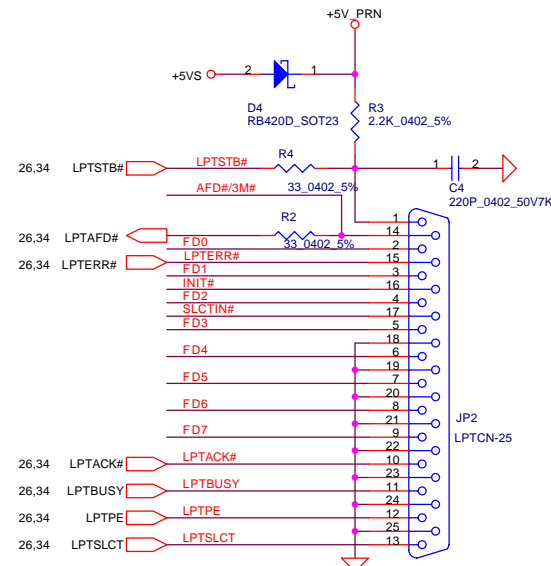 +5V_PRN
+5VS
2
1
D4
RB420D_SOT23
R3
2.2K_0402_5%
26,34 LPTSTB#
LPTSTB#
R4
33_0402_5%
1
2
C4
220P_0402_50V7K
AFD#/3M#
1
26,34 LPTAFD#
R2
33_0402_5%
14
FD0
2
26,34 LPTERR#
LPTERR#
15
FD1
3
INIT#
16
FD2
4
SLCTIN#
17
FD3
5
18
FD4
6
19
FD5
7
20
FD6
8
21
FD7
9
JP2
LPTCN-25
22
26,34 LPTACK#
LPTACK#
10
23
26,34 LPTBUSY
LPTBUSY
11
24
26,34 LPTPE
LPTPE
12
25
26,34 LPTSLCT
LPTSLCT
13